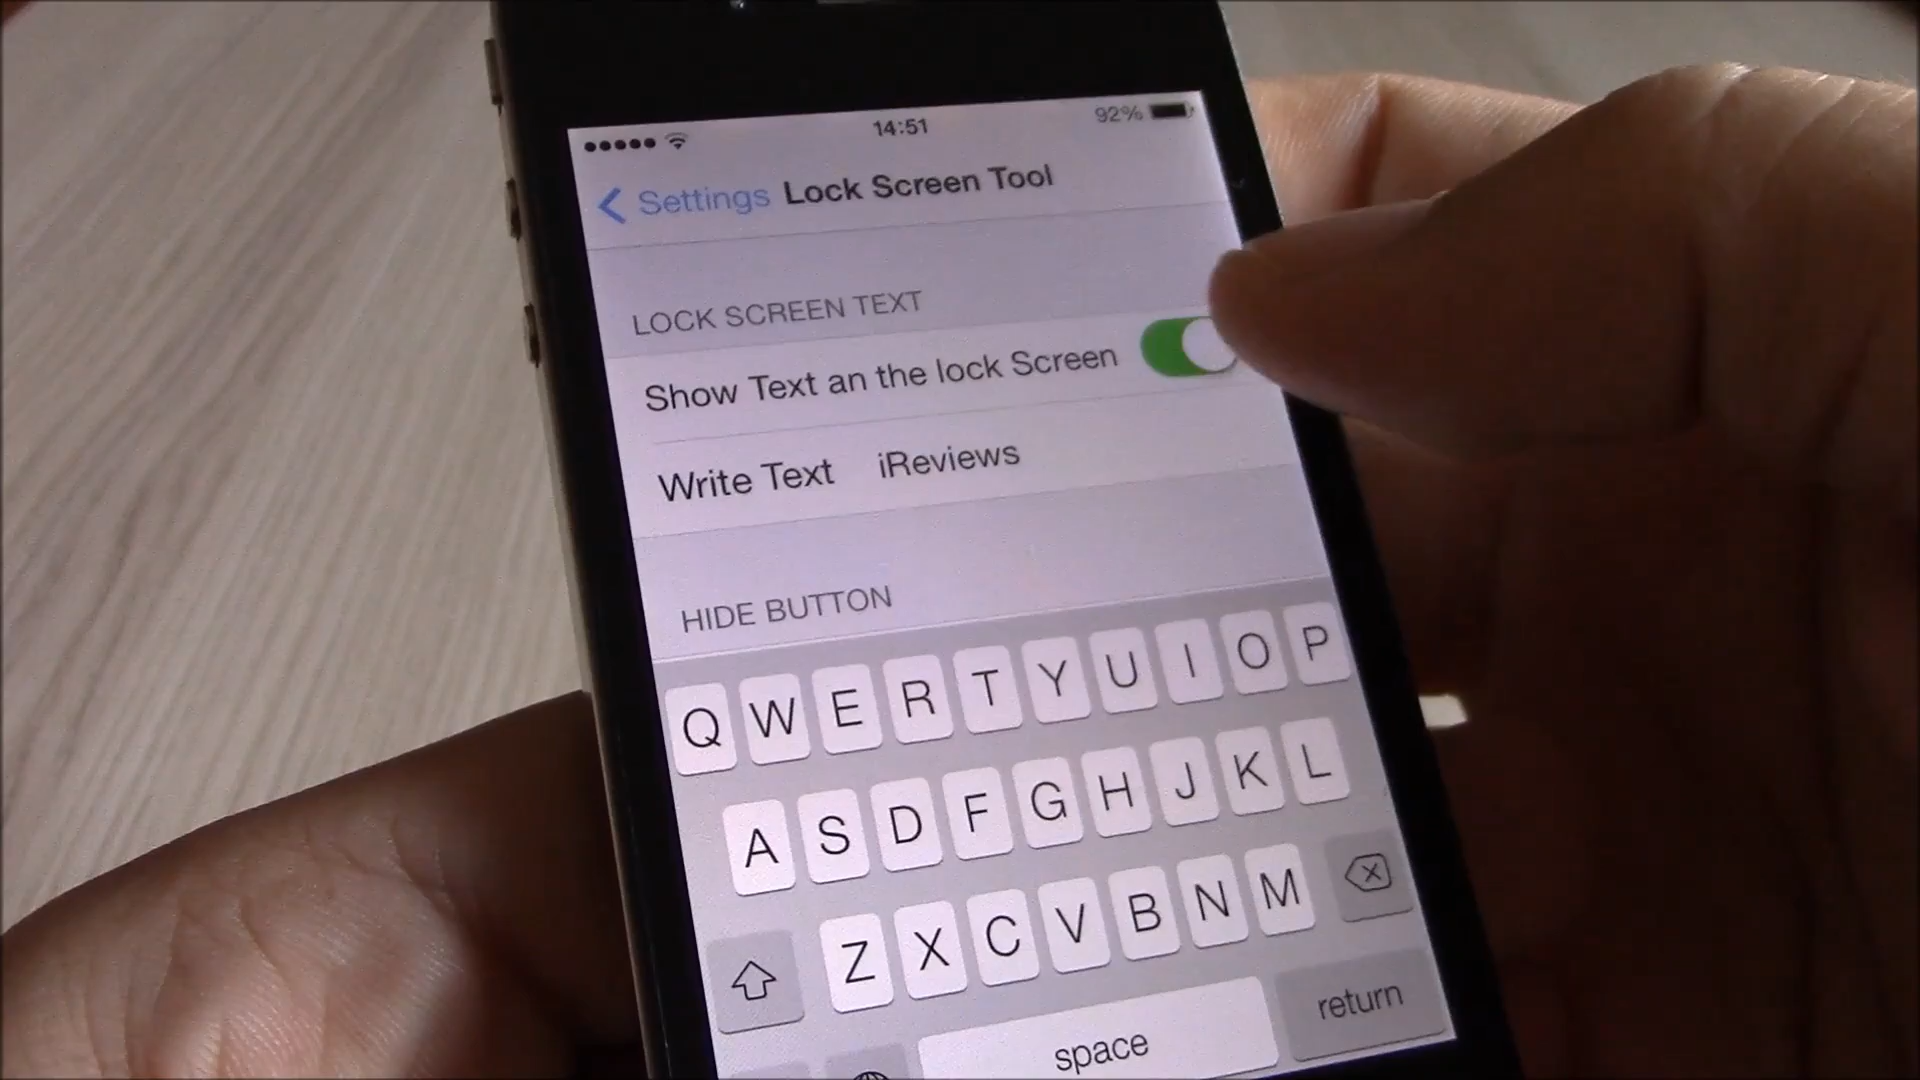 14:51 92%
Settings Lock Screen Tool
LOCK SCREEN TEXT
Show Text an the lock Screen
Write Text iReviews
HIDE BUTTON
Q W E R T Y U I O P
A S D F G H J K L
Z X C V B N M
space return